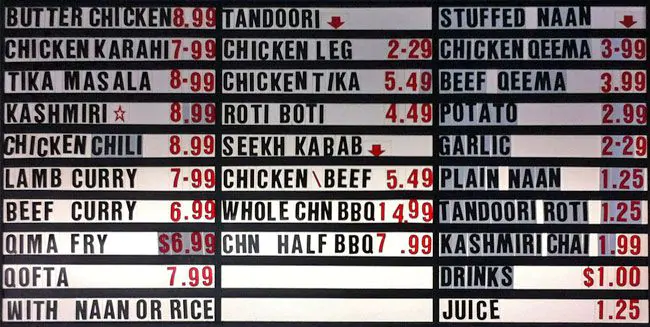 BUTTER CHICKEN 8.99
CHICKEN KARAHI 7-99
TIKA MASALA 8-99
KASHMIRI ☆ 8.99
CHICKEN CHILI 8.99
LAMB CURRY 7-99
BEEF CURRY 6.99
QIMA FRY $6.99
QOFTA 7.99
WITH NAAN OR RICE
TANDOORI ↓
CHICKEN LEG 2-29
CHICKEN TIKA 5.49
ROTI BOTI 4.49
SEEKH KABAB ↓
CHICKEN\BEEF 5.49
WHOLE CHN BBQ 14.99
CHN HALF BBQ 7.99
STUFFED NAAN ↓
CHICKEN QEEMA 3-99
BEEF QEEMA 3.99
POTATO 2.99
GARLIC 2-29
PLAIN NAAN 1.25
TANDOORI ROTI 1.25
KASHMIRI CHAI 1.99
DRINKS $1.00
JUICE 1.25